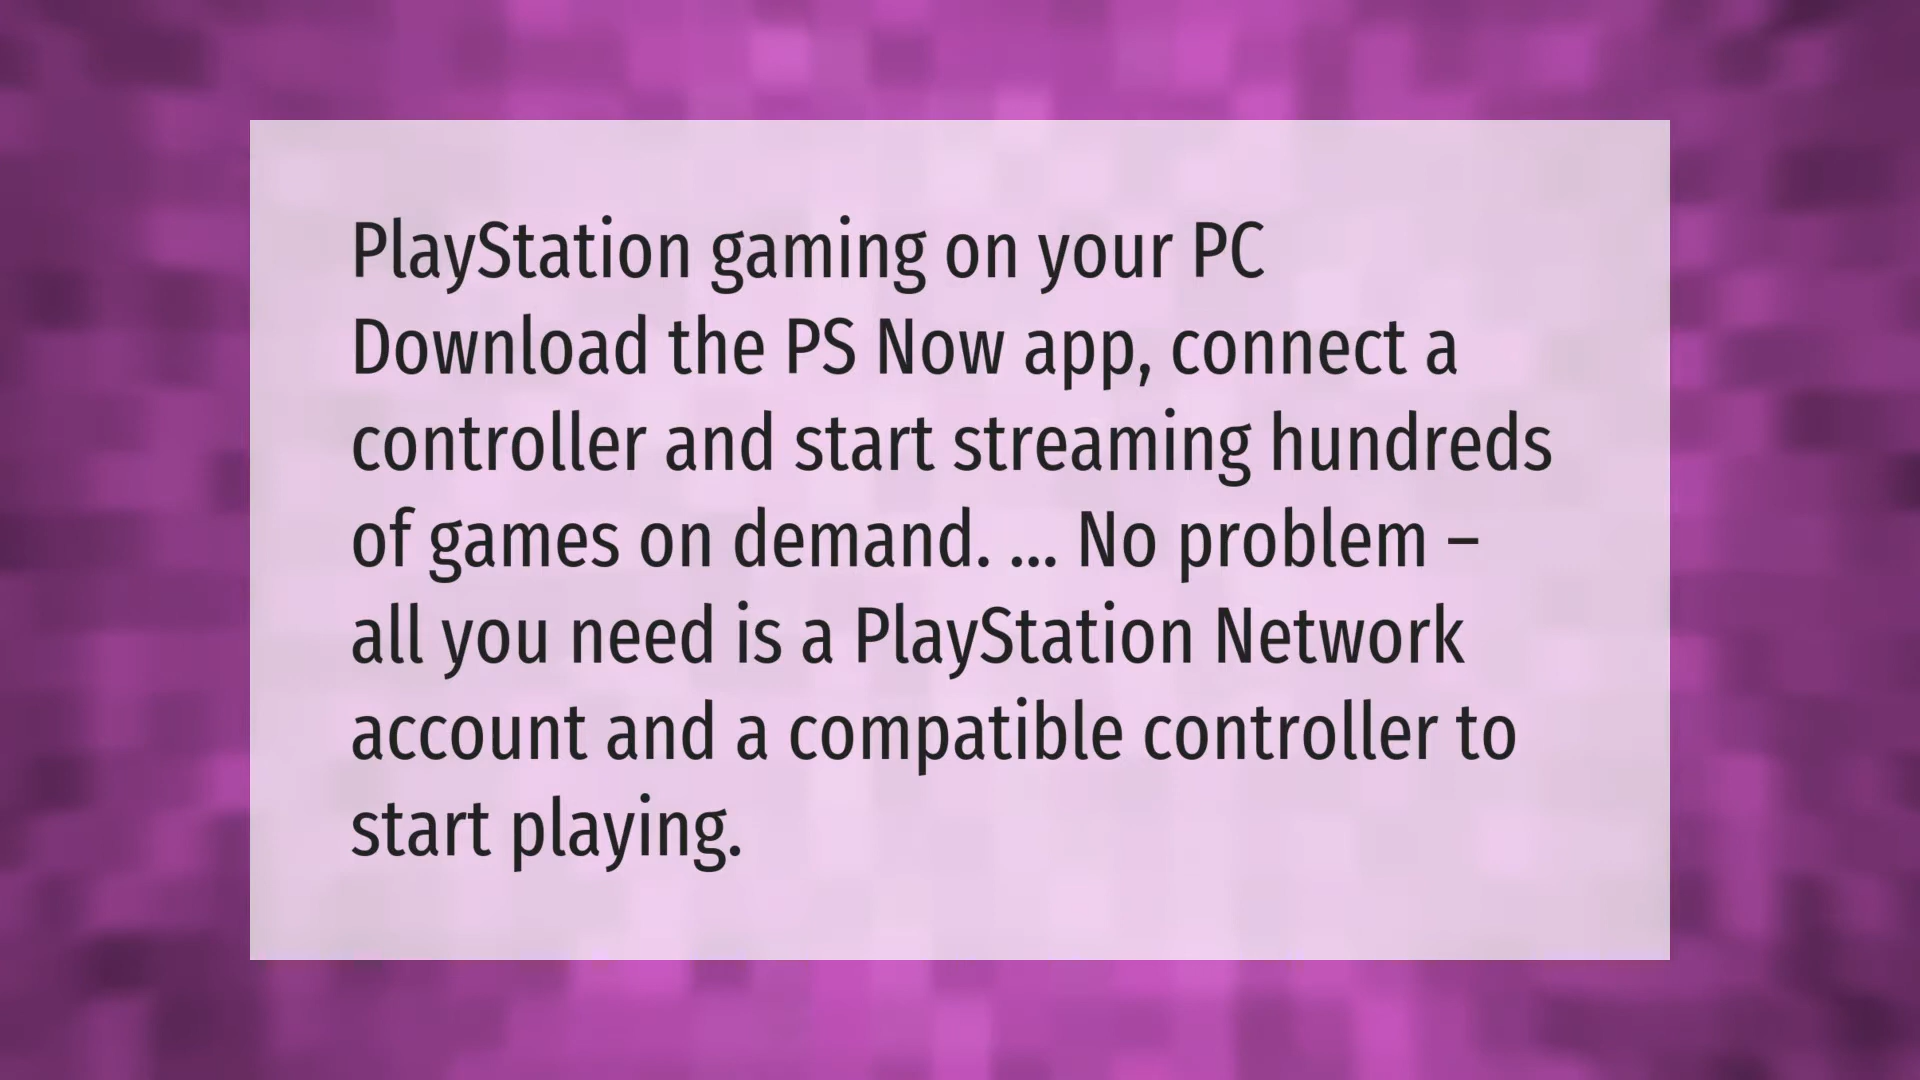 PlayStation gaming on your PC
Download the PS Now app, connect a
controller and start streaming hundreds
of games on demand. ... No problem –
all you need is a PlayStation Network
account and a compatible controller to
start playing.